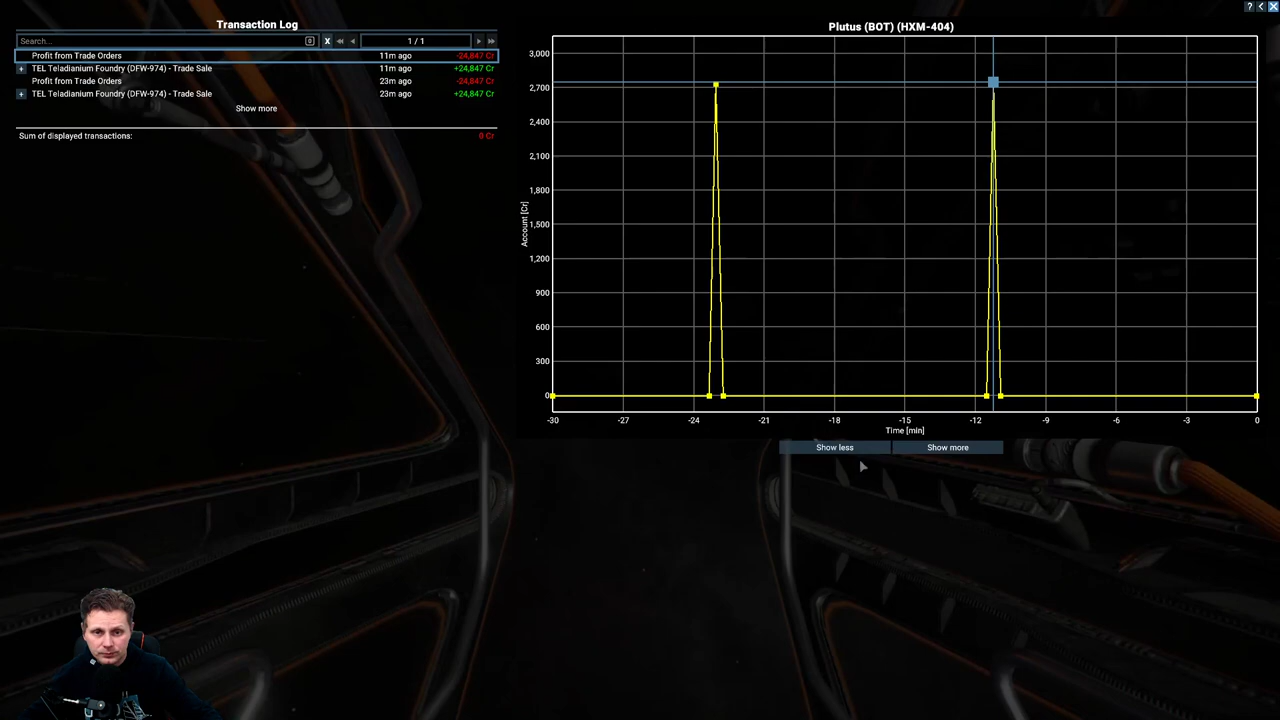 Transaction Log
Search...
0
X
1 / 1
Profit from Trade Orders 11m ago -24,847 Cr
+ TEL Teladianium Foundry (DFW-974) - Trade Sale 11m ago +24,847 Cr
Profit from Trade Orders 23m ago -24,847 Cr
+ TEL Teladianium Foundry (DFW-974) - Trade Sale 23m ago +24,847 Cr
Show more
Sum of displayed transactions: 0 Cr
? 
Plutus (BOT) (HXM-404)
3,000
2,700
2,400
2,100
1,800
1,500
1,200
900
600
300
0
Account [Cr]
-30 -27 -24 -21 -18 -15 -12 -9 -6 -3 0
Time [min]
Show less Show more